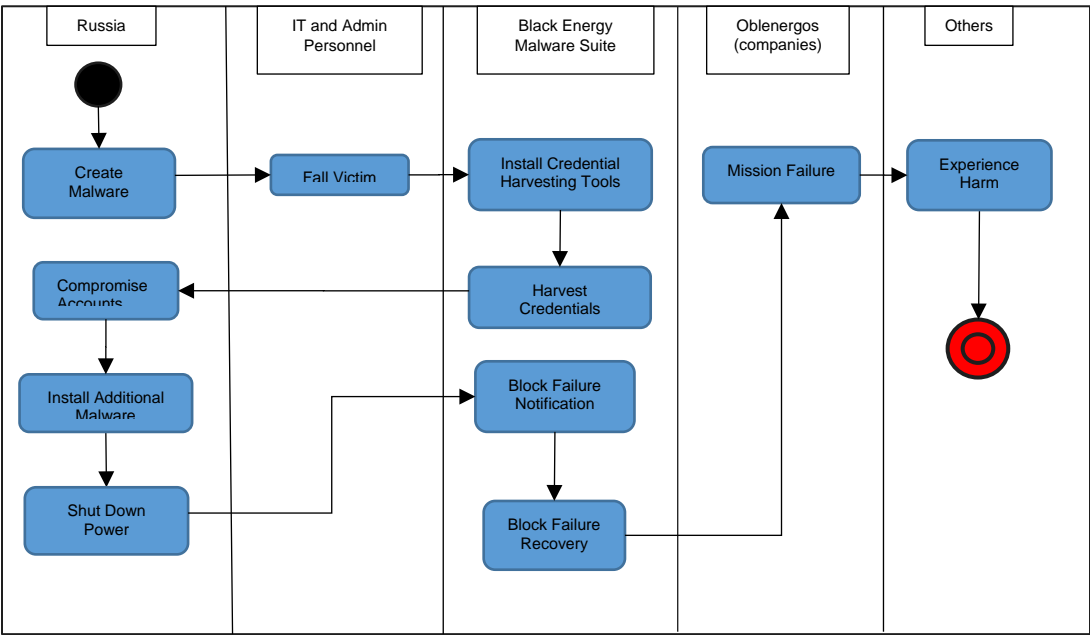 Russia
IT and Admin
Personnel
Black Energy
Malware Suite
Oblenergos
(companies)
Others
Create
Malware
Fall Victim
Install Credential
Harvesting Tools
Mission Failure
Experience
Harm
Compromise
Accounts
Harvest
Credentials
Install Additional
Malware
Block Failure
Notification
Shut Down
Power
Block Failure
Recovery